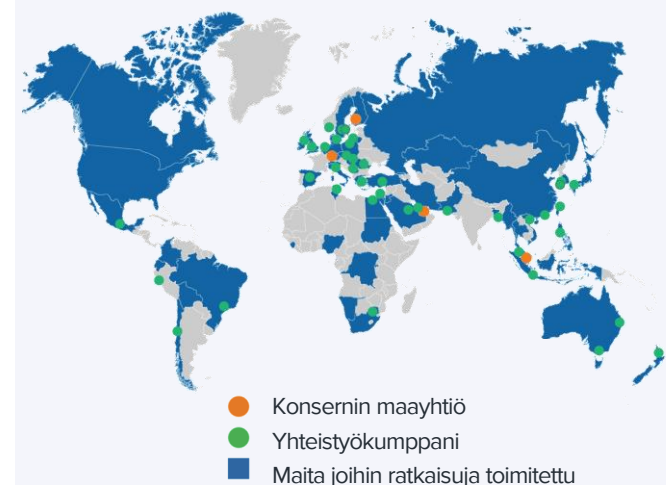 Konsernin maayhtiö
Yhteistyökumppani
Maita joihin ratkaisuja toimitettu